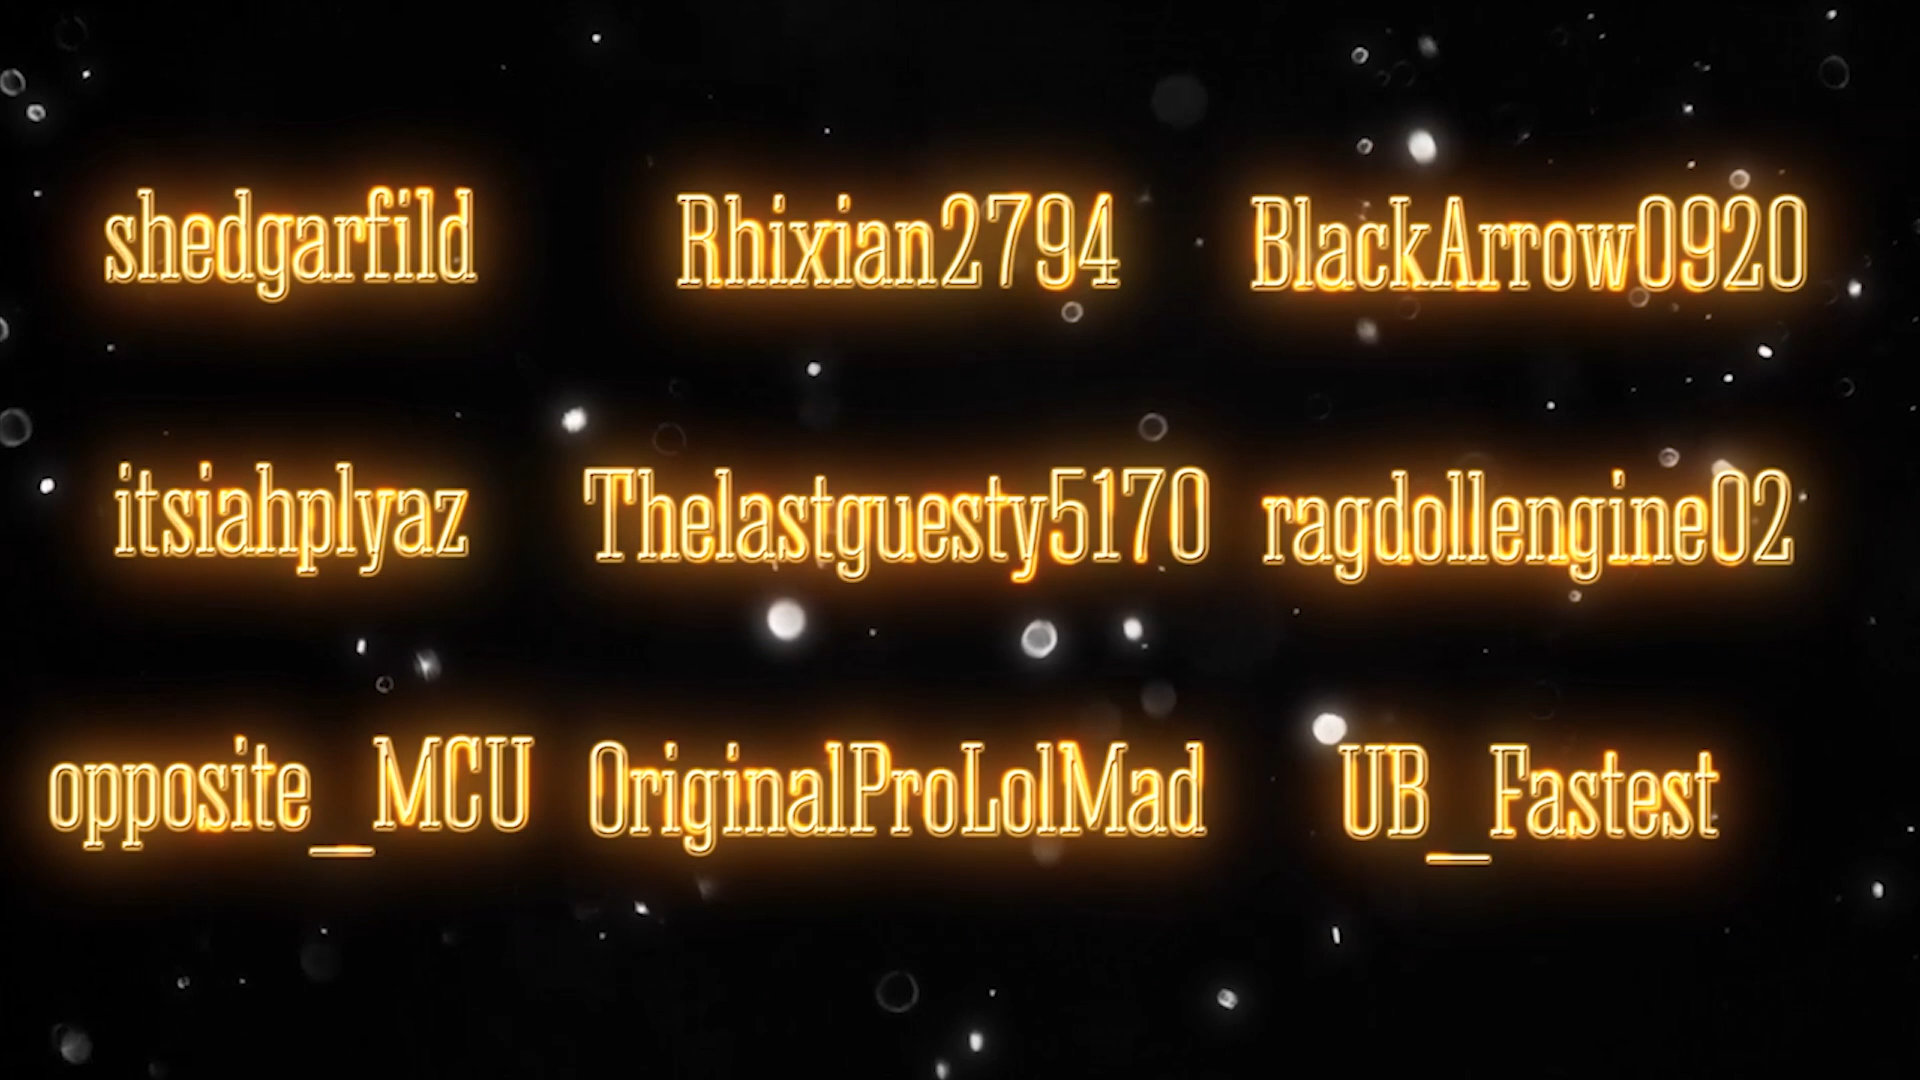 shedgarfild Rhixian2794 BlackArrow0920
itsiahplyaz Thelastguesty5170 ragdollengine02
opposite_MCU OriginalProLolMad UB_Fastest